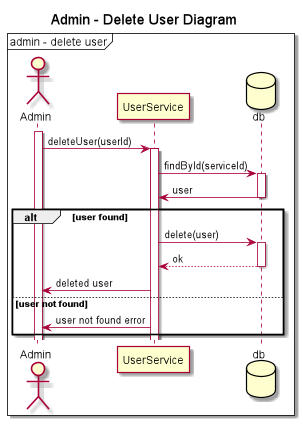 Admin - Delete User Diagram
admin - delete user
Admin
UserService
db
deleteUser(userId)
findById(serviceId)
user
alt [user found]
delete(user)
ok
deleted user
[user not found]
user not found error
Admin
UserService
db